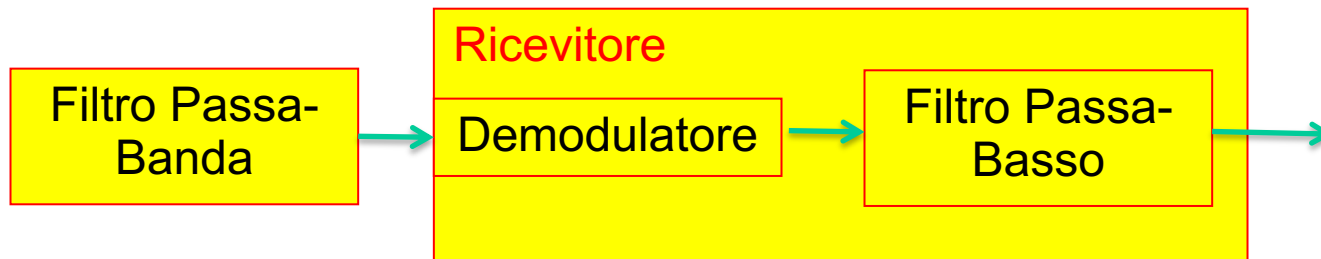 Ricevitore
Filtro Passa-
Banda
Demodulatore
Filtro Passa-
Basso